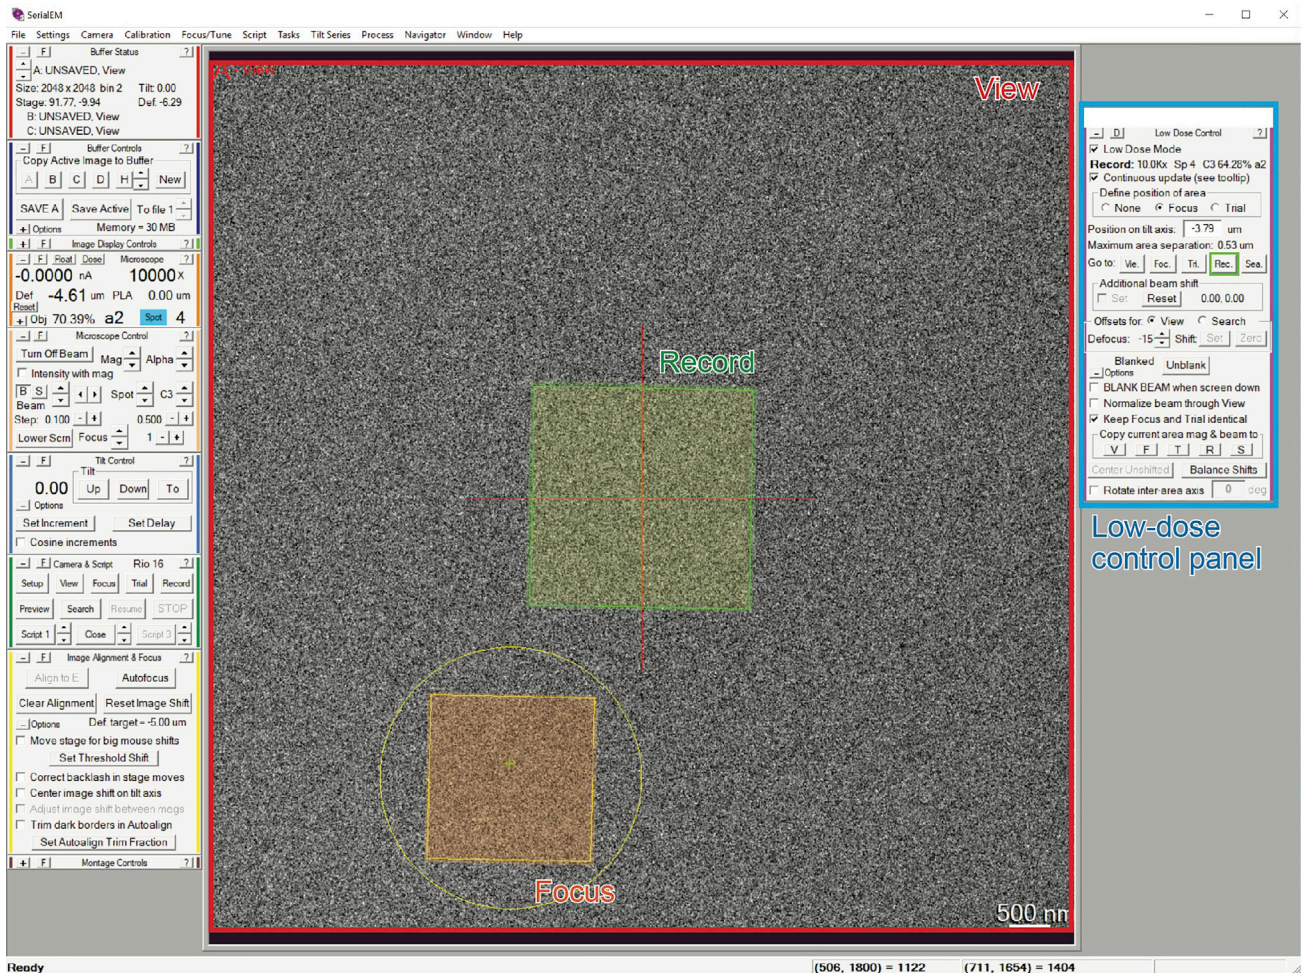 SerialEM
File Settings Camera Calibration Focus/Tune Script Tasks Tilt Series Process Navigator Window Help
– F Buffer Status ?
A: UNSAVED, View
Size: 2048 x 2048 bin 2 Tilt: 0.00
Stage: 91.77, -9.94 Def: -6.29
B: UNSAVED, View
C: UNSAVED, View
– F Buffer Controls ?
Copy Active Image to Buffer
A B C D H New
SAVE A Save Active To file 1
+ Options Memory = 30 MB
+ F Image Display Controls ?
– F Float Dose Microscope ?
-0.0000 nA 10000 X
Def -4.61 um PLA 0.00 um
Reset
+ Obj 70.39% a2 Spot 4
– F Microscope Control ?
Turn Off Beam Mag Alpha
Intensity with mag
B S Spot C3
Beam
Step: 0.100 - + 0.500 - +
Lower Scrn Focus 1 - +
– F Tilt Control ?
Tilt
0.00 Up Down To
– Options
Set Increment Set Delay
Cosine increments
– F Camera & Script Rio 16 ?
Setup View Focus Trial Record
Preview Search Resume STOP
Script 1 Close Script 3
– F Image Alignment & Focus ?
Align to E Autofocus
Clear Alignment Reset Image Shift
– Options Def. target = -5.00 um
Move stage for big mouse shifts
Set Threshold Shift
Correct backlash in stage moves
Center image shift on tilt axis
Adjust image shift between mags
Trim dark borders in Autoalign
Set Autoalign Trim Fraction
+ F Montage Controls ?
A - View
View
Record
Focus
500 nm
– D Low Dose Control ?
Low Dose Mode
Record: 10.0Kx Sp 4 C3 64.28% a2
Continuous update (see tooltip)
Define position of area
None Focus Trial
Position on tilt axis: -3.79 um
Maximum area separation: 0.53 um
Go to: Vie. Foc. Tri. Rec. Sea.
Additional beam shift
Set Reset 0.00, 0.00
Offsets for: View Search
Defocus: -15 Shift: Set Zero
Blanked Unblank
– Options
BLANK BEAM when screen down
Normalize beam through View
Keep Focus and Trial identical
Copy current area mag & beam to
V F T R S
Center Unshifted Balance Shifts
Rotate inter-area axis 0 deg
Low-dose
control panel
Ready (506, 1800) = 1122 (711, 1654) = 1404